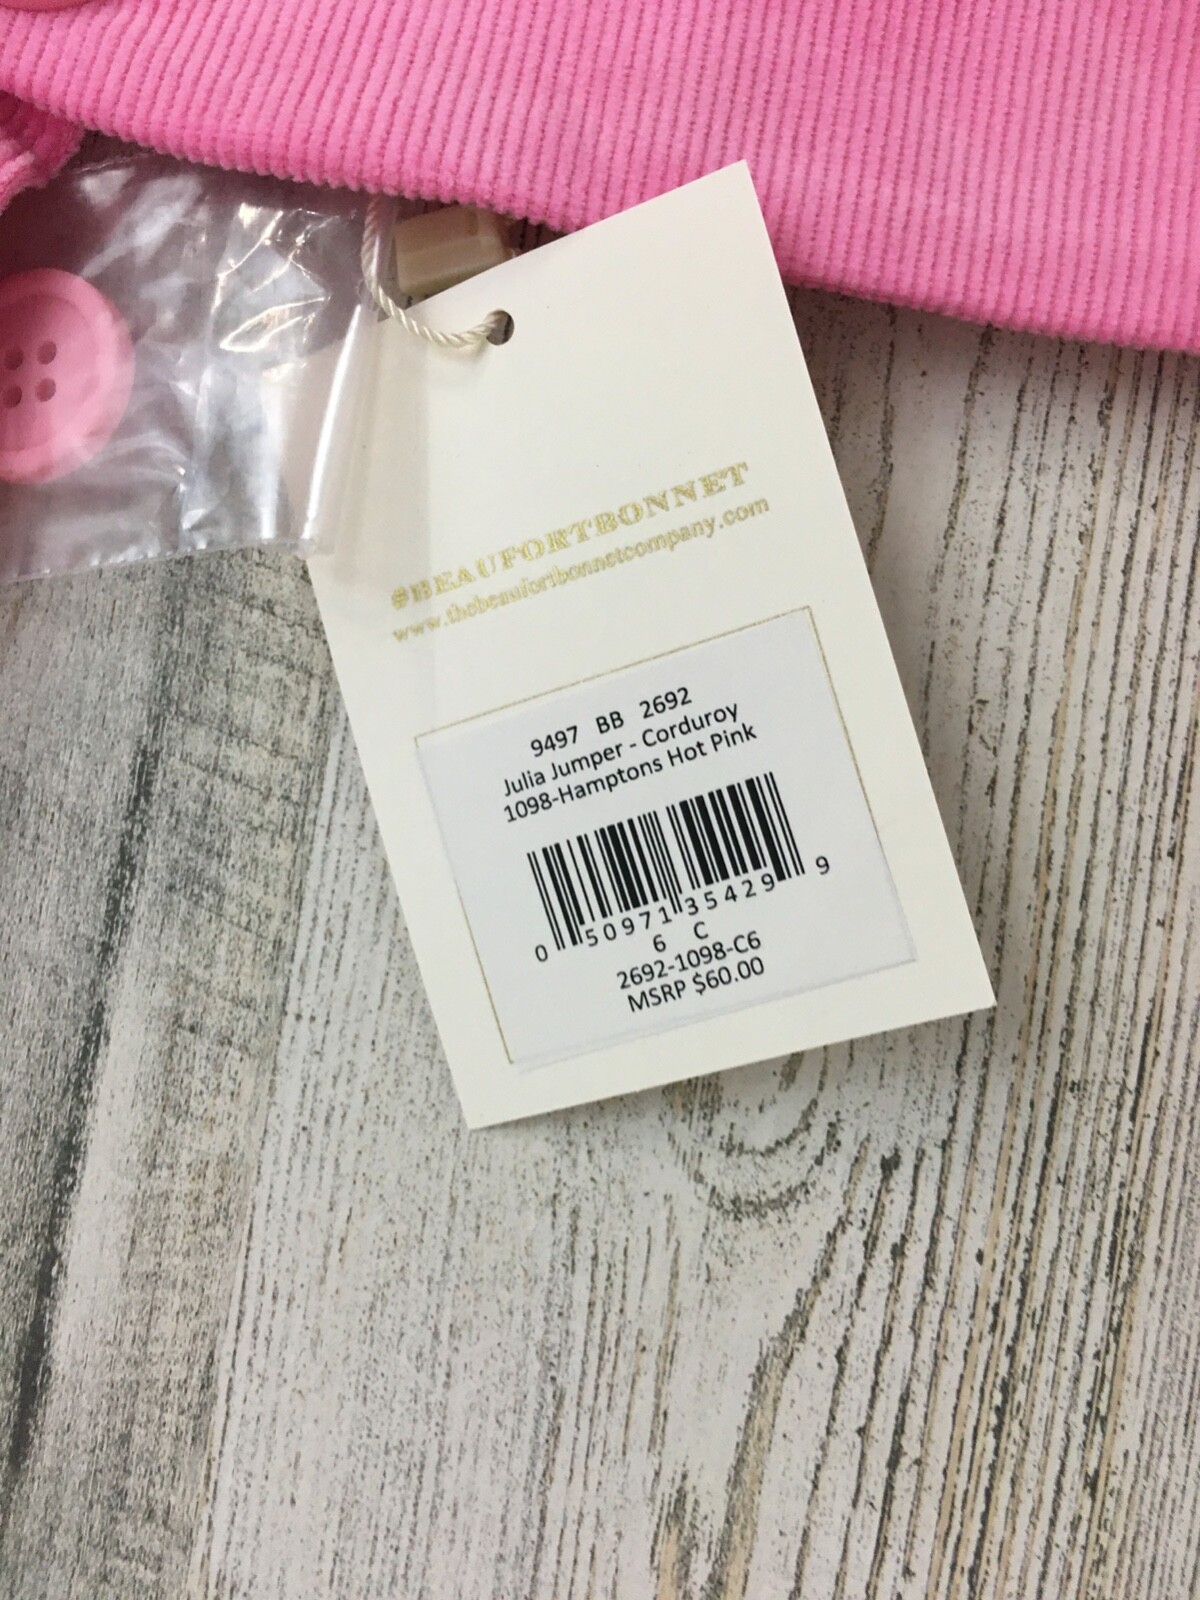 #BEAUFORTBONNET
www.thebeaufortbonnetcompany.com
9497 BB 2692
Julia Jumper - Corduroy
1098-Hamptons Hot Pink
0 50971 35429 9
6 C
2692-1098-C6
MSRP $60.00